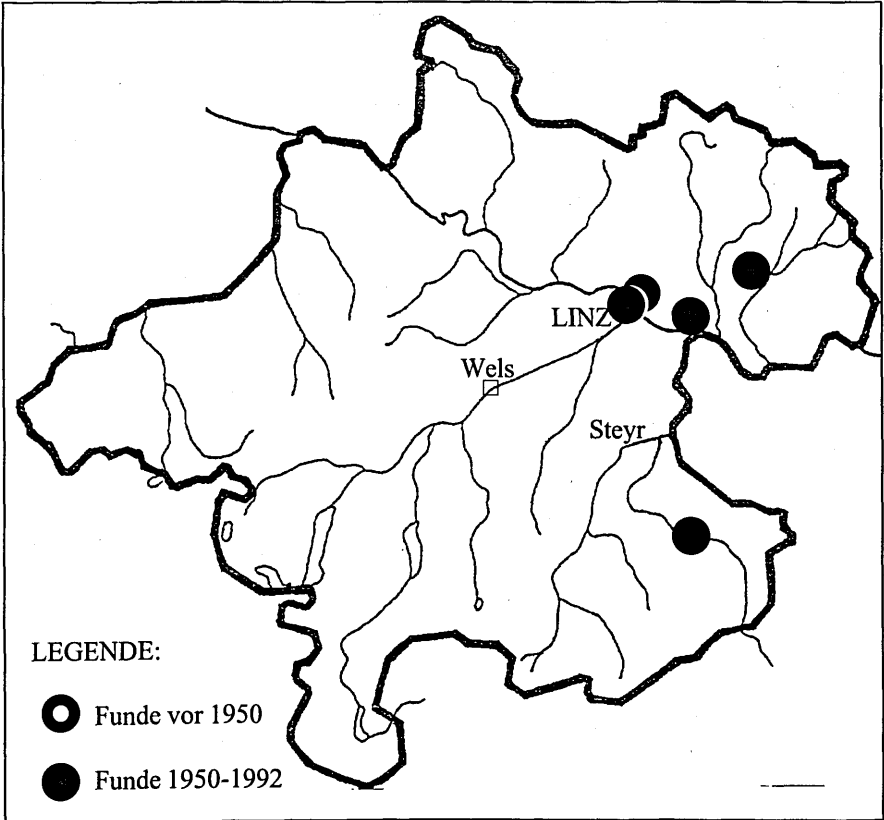 LINZ
Wels
Steyr
LEGENDE:
Funde vor 1950
Funde 1950-1992